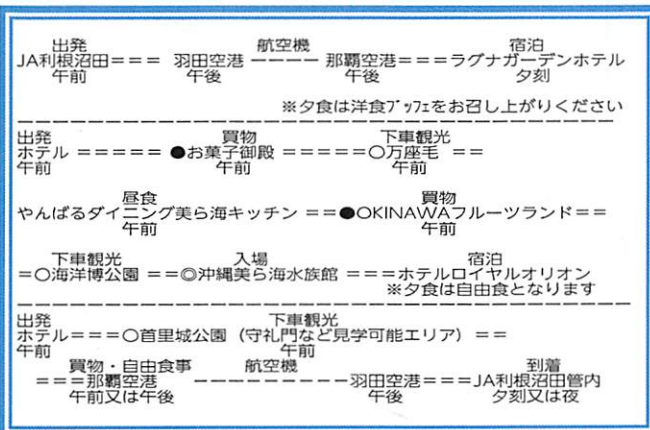 出発 航空機 宿泊
JA利根沼田=== 羽田空港 ---- 那覇空港===ラグナガーデンホテル
午前 午後 午後 夕刻
※夕食は洋食ブッフェをお召し上がりください
出発 買物 下車観光
ホテル ===== ●お菓子御殿 =====○万座毛 ==
午前 午前 午前
昼食 買物
やんばるダイニング美ら海キッチン ==●OKINAWAフルーツランド==
午前 午前
下車観光 入場 宿泊
=○海洋博公園 ==◎沖縄美ら海水族館 ===ホテルロイヤルオリオン
※夕食は自由食となります
出発 下車観光
ホテル===○首里城公園（守礼門など見学可能エリア）==
午前 午前
買物・自由食事 航空機 到着
===那覇空港 ---------羽田空港===JA利根沼田管内
午前又は午後 午後 夕刻又は夜